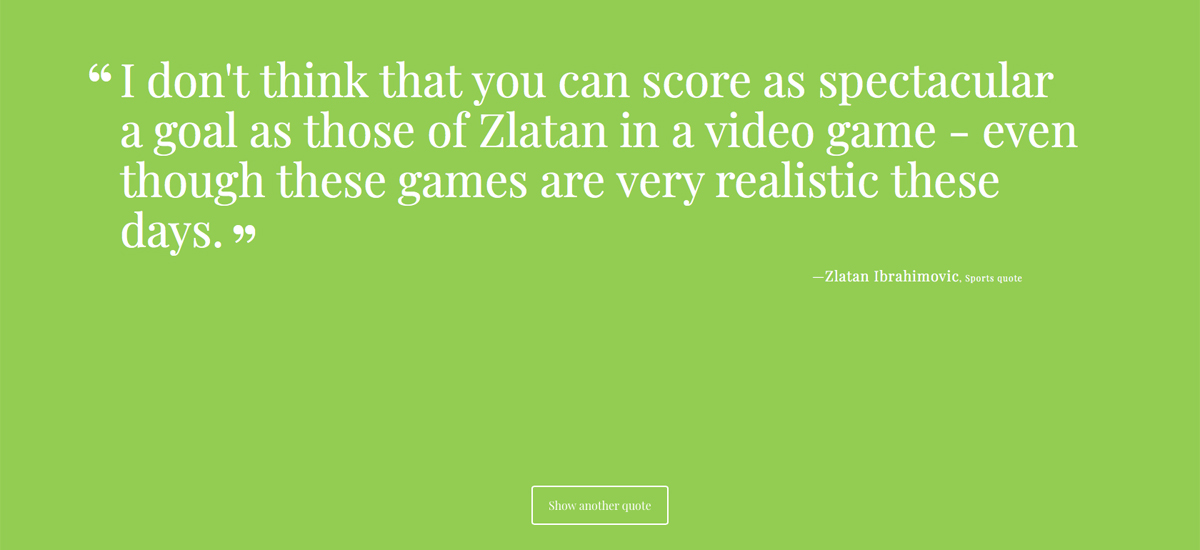 “ I don't think that you can score as spectacular
a goal as those of Zlatan in a video game - even
though these games are very realistic these
days. ”
—Zlatan Ibrahimovic, Sports quote
Show another quote